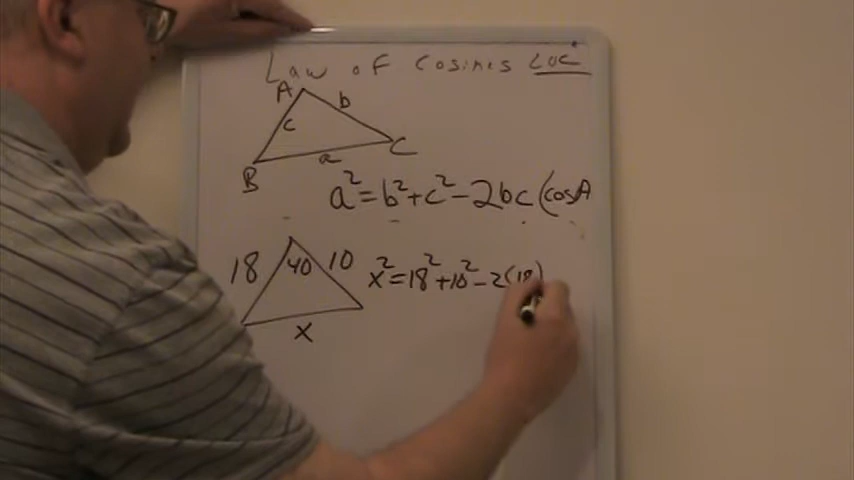 Law of Cosines LOC
A
b
c
a
B
C
a²=b²+c²-2bc(cosA
18
40
10
x
x²=18²+10²-2(18)